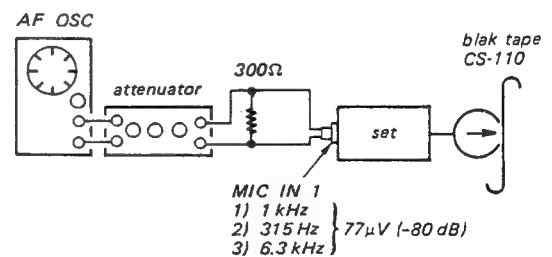 AF OSC
attenuator
300Ω
set
blak tape
CS-110
MIC IN 1
1) 1 kHz
2) 315 Hz
3) 6.3 kHz
77μV (-80 dB)